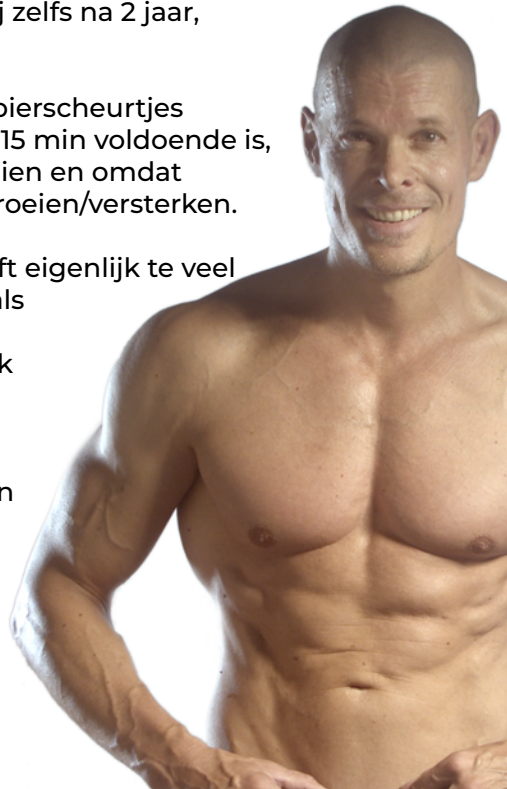 j zelfs na 2 jaar,
pierscheurtjes
15 min voldoende is,
ien en omdat
roeien/versterken.
ft eigenlijk te veel
als
k
n